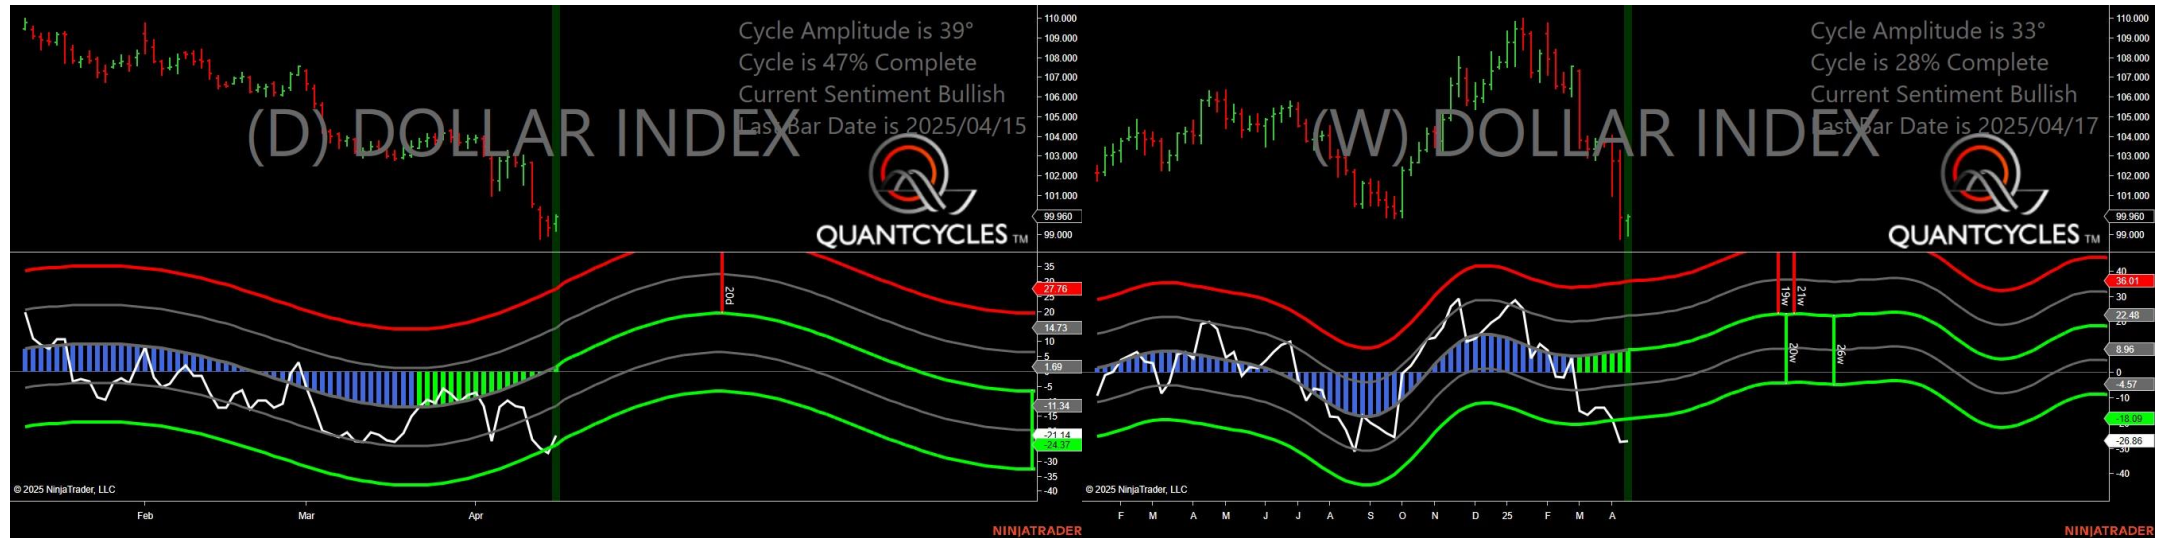 Cycle Amplitude is 39°
Cycle is 47% Complete
Current Sentiment Bullish
Last Bar Date is 2025/04/15
(D) DOLLAR INDEX
QUANTCYCLES TM
110.000
109.000
108.000
107.000
106.000
105.000
104.000
103.000
102.000
101.000
99.960
99.000
20d
35
27.76
25
20
14.73
10
5
1.69
-5
-11.34
-15
-21.14
-24.37
-30
-35
-40
© 2025 NinjaTrader, LLC
Feb Mar Apr
NINJATRADER
Cycle Amplitude is 33°
Cycle is 28% Complete
Current Sentiment Bullish
Last Bar Date is 2025/04/17
(W) DOLLAR INDEX
QUANTCYCLES TM
110.000
109.000
108.000
107.000
106.000
105.000
104.000
103.000
102.000
101.000
99.960
99.000
19w 21w
20w 26w
40
36.01
30
22.48
8.96
0
-4.57
-10
-18.09
-26.86
-30
-40
© 2025 NinjaTrader, LLC
F M A M J J A S O N D 25 F M A
NINJATRADER